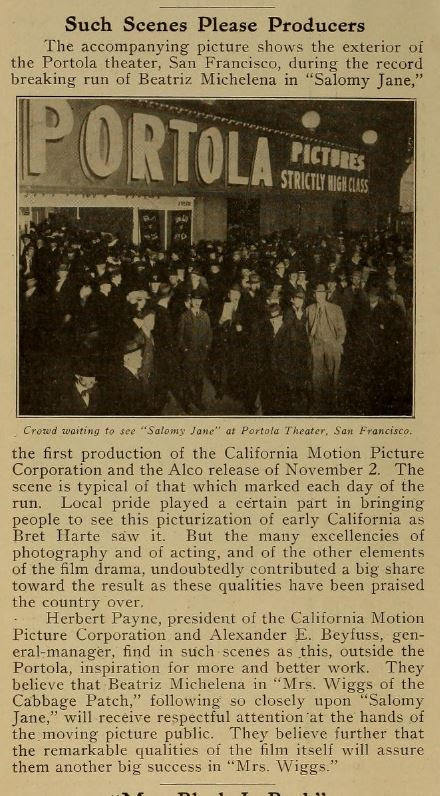 Such Scenes Please Producers
The accompanying picture shows the exterior of
the Portola theater, San Francisco, during the record
breaking run of Beatriz Michelena in "Salomy Jane,"
PORTOLA
PICTURES
STRICTLY HIGH CLASS
Crowd waiting to see "Salomy Jane" at Portola Theater, San Francisco.
the first production of the California Motion Picture
Corporation and the Alco release of November 2. The
scene is typical of that which marked each day of the
run. Local pride played a certain part in bringing
people to see this picturization of early California as
Bret Harte saw it. But the many excellencies of
photography and of acting, and of the other elements
of the film drama, undoubtedly contributed a big share
toward the result as these qualities have been praised
the country over.
Herbert Payne, president of the California Motion
Picture Corporation and Alexander E. Beyfuss, gen-
eral-manager, find in such scenes as this, outside the
Portola, inspiration for more and better work. They
believe that Beatriz Michelena in "Mrs. Wiggs of the
Cabbage Patch," following so closely upon "Salomy
Jane," will receive respectful attention at the hands of
the moving picture public. They believe further that
the remarkable qualities of the film itself will assure
them another big success in "Mrs. Wiggs."